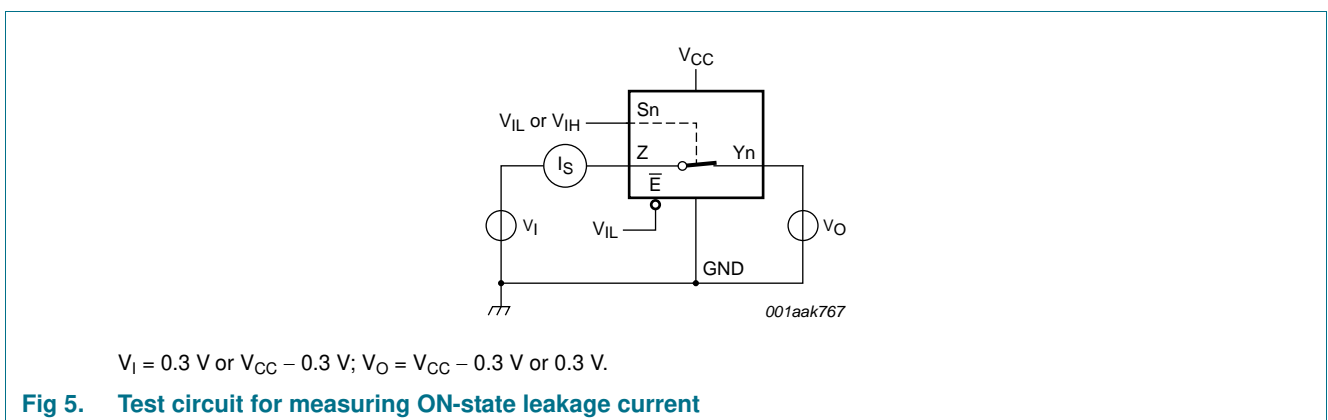 VCC
Sn
VIL or VIH
Z
Yn
IS
E̅
VI
VIL
VO
GND
001aak767
VI = 0.3 V or VCC − 0.3 V; VO = VCC − 0.3 V or 0.3 V.
Fig 5. Test circuit for measuring ON-state leakage current